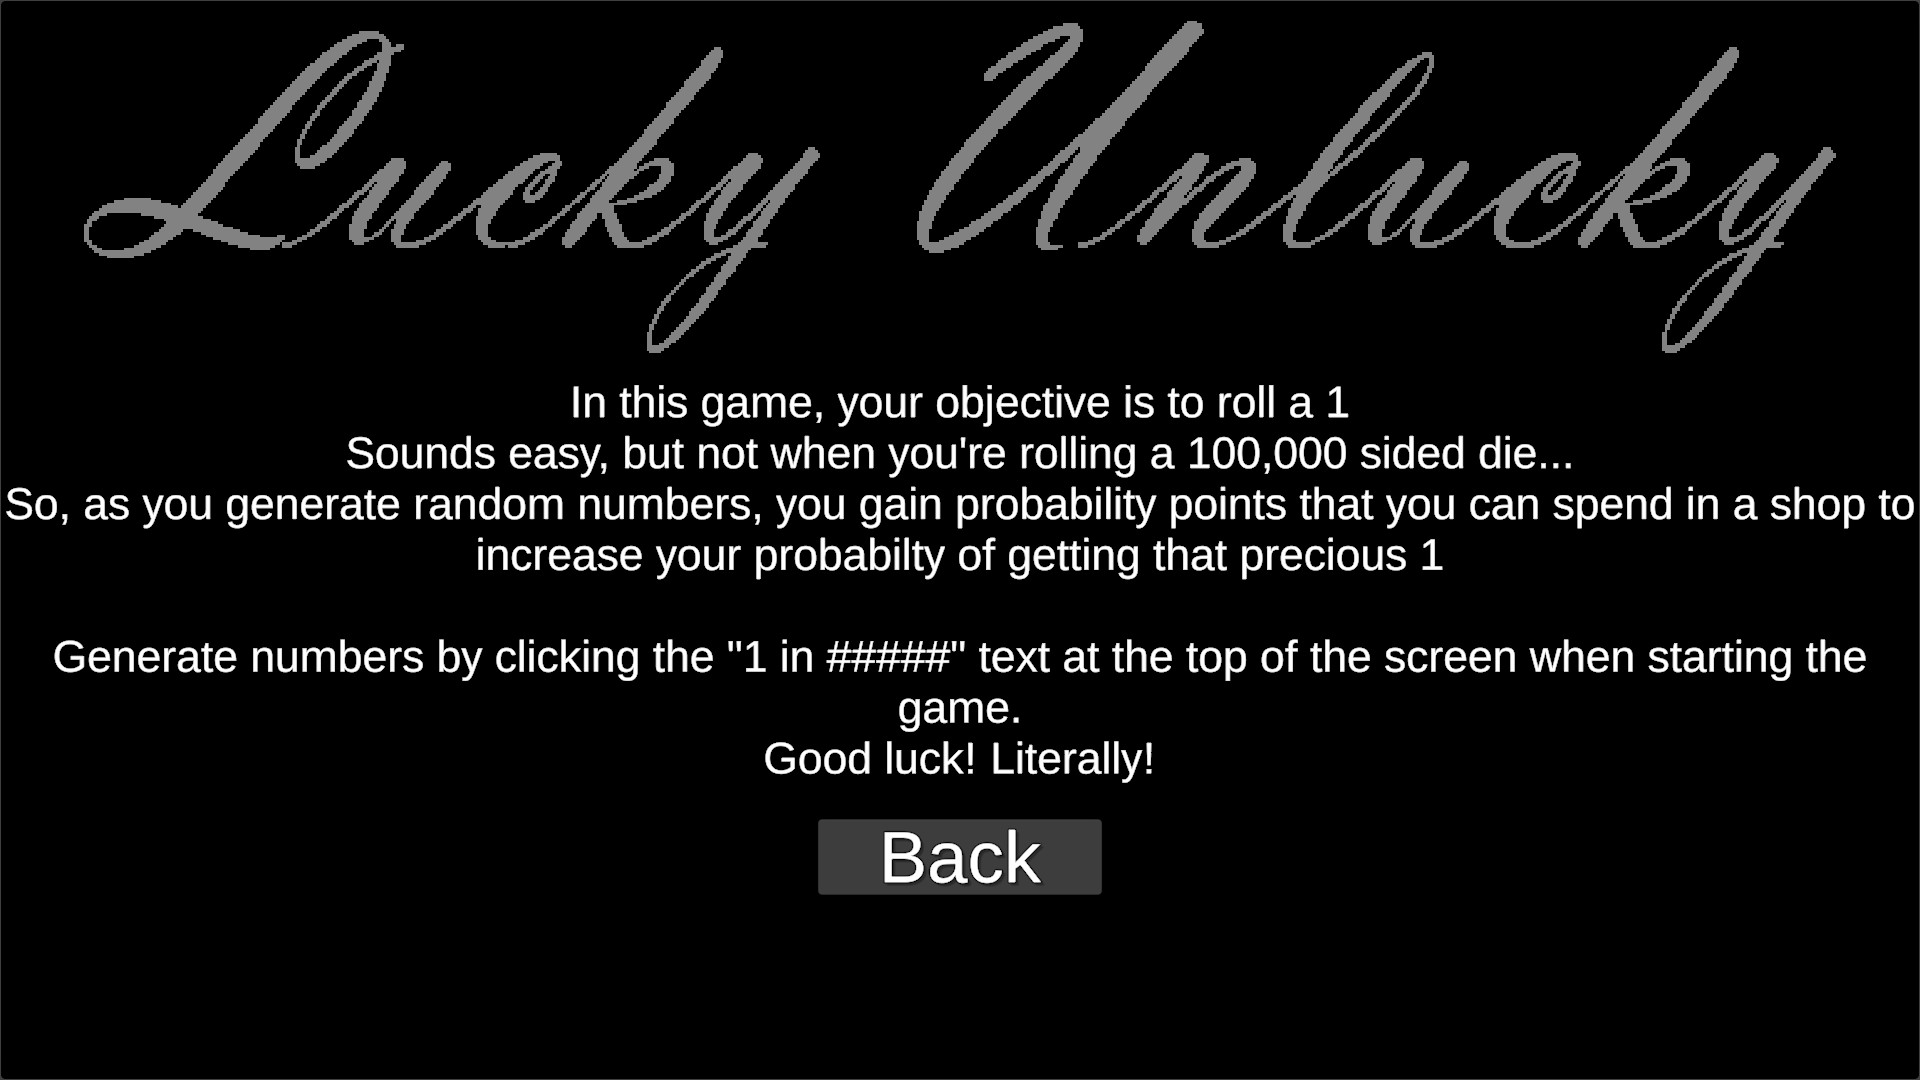 Lucky Unlucky
In this game, your objective is to roll a 1
Sounds easy, but not when you're rolling a 100,000 sided die...
So, as you generate random numbers, you gain probability points that you can spend in a shop to
increase your probabilty of getting that precious 1
Generate numbers by clicking the "1 in #####" text at the top of the screen when starting the
game.
Good luck! Literally!
Back